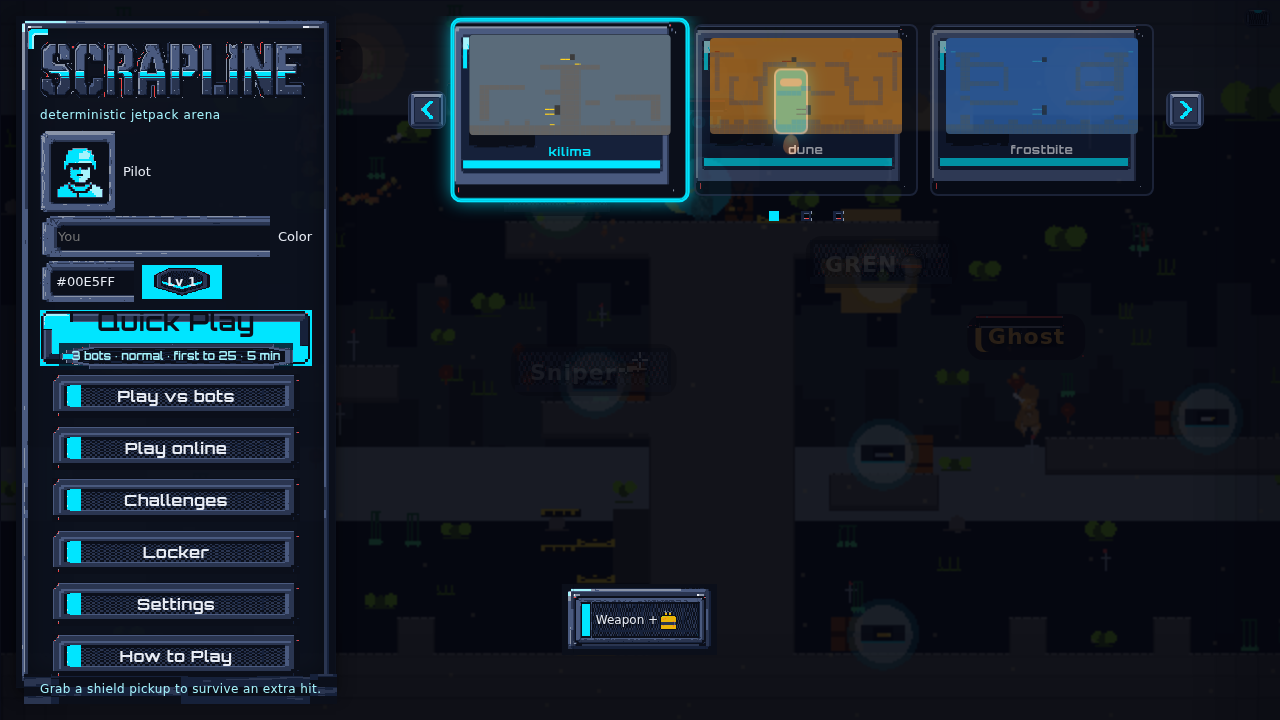 SCRAPLINE
deterministic jetpack arena
Pilot
You
Color
#00E5FF
Lv 1
Quick Play
3 bots · normal · first to 25 · 5 min
Play vs bots
Play online
Challenges
Locker
Settings
How to Play
Grab a shield pickup to survive an extra hit.
kilima
dune
frostbite
GREN
Ghost
Sniper
Weapon +